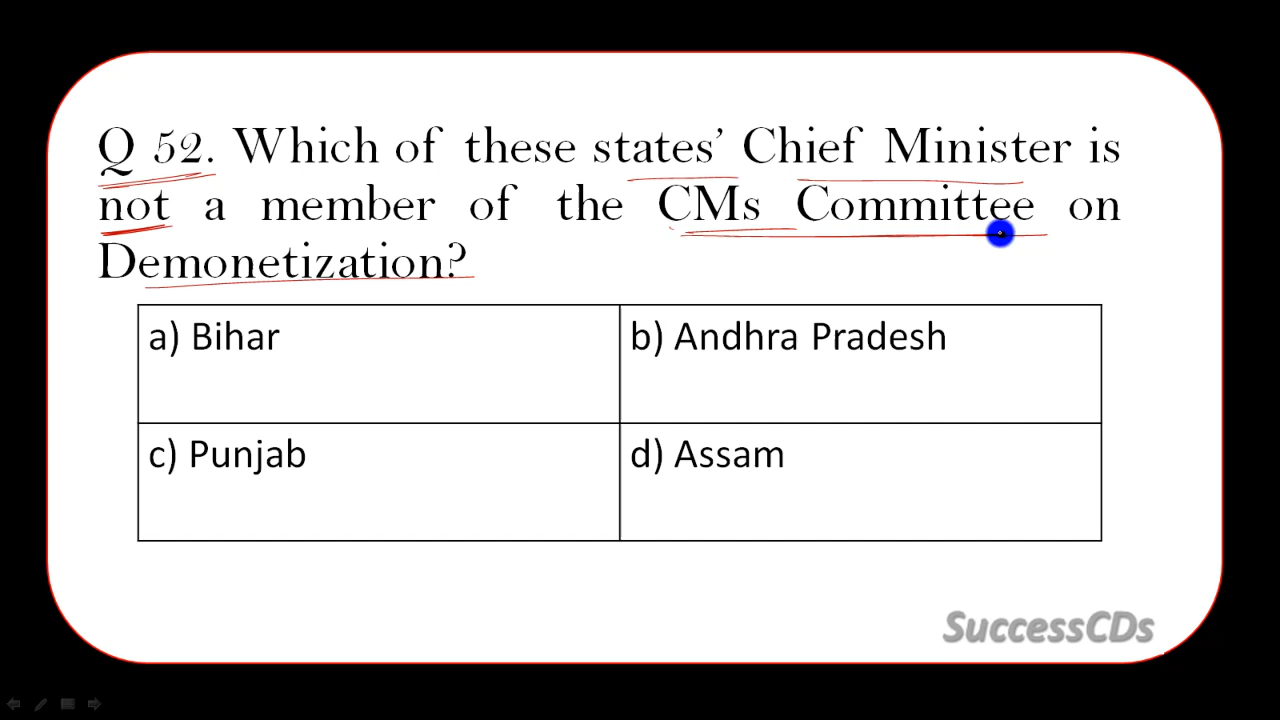 Q 52. Which of these states’ Chief Minister is
not a member of the CMs Committee on
Demonetization?
a) Bihar
b) Andhra Pradesh
c) Punjab
d) Assam
SuccessCDs